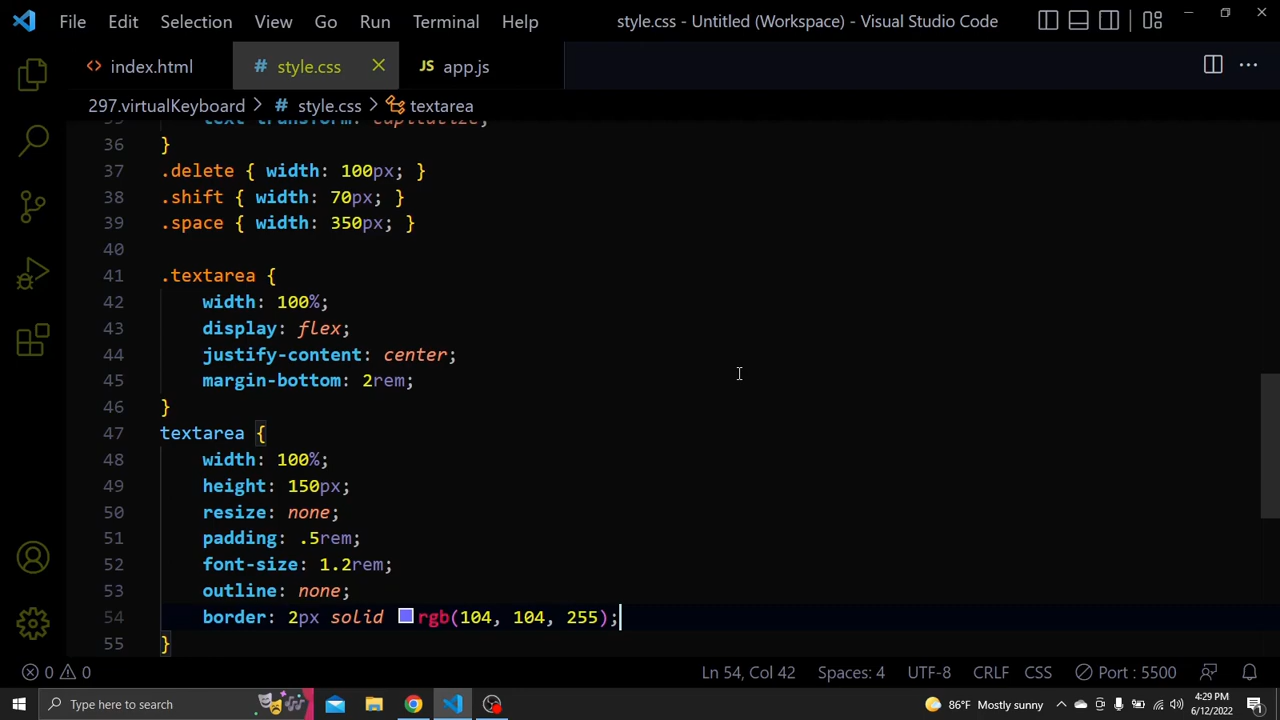 File Edit Selection View Go Run Terminal Help style.css - Untitled (Workspace) - Visual Studio Code
<> index.html # style.css JS app.js
297.virtualKeyboard > # style.css > textarea
35 text-transform: capitalize;
36 }
37 .delete { width: 100px; }
38 .shift { width: 70px; }
39 .space { width: 350px; }
40
41 .textarea {
42 width: 100%;
43 display: flex;
44 justify-content: center;
45 margin-bottom: 2rem;
46 }
47 textarea {
48 width: 100%;
49 height: 150px;
50 resize: none;
51 padding: .5rem;
52 font-size: 1.2rem;
53 outline: none;
54 border: 2px solid rgb(104, 104, 255);
55 }
0 0 Ln 54, Col 42 Spaces: 4 UTF-8 CRLF CSS Port : 5500
Type here to search 86°F Mostly sunny 4:29 PM
6/12/2022 1